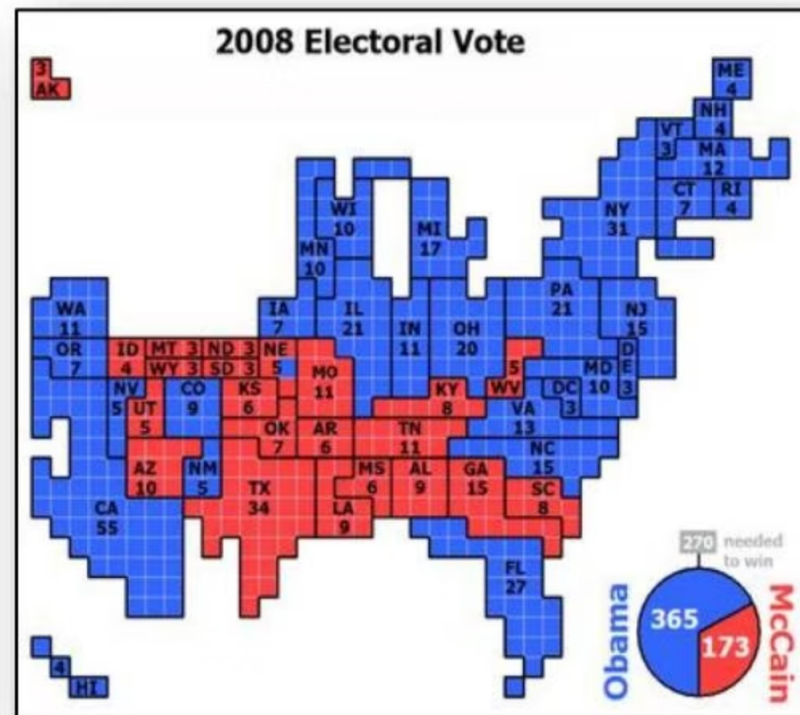 2008 Electoral Vote
3
AK
ME
4
NH
4
VT
3
MA
12
CT
7
RI
4
NY
31
WI
10
MI
17
MN
10
PA
21
NJ
15
WA
11
IA
7
IL
21
IN
11
OH
20
OR
7
ID
4
MT 3
ND 3
NE
5
WY 3
SD 3
MO
11
5
WV
D
E
3
MD
10
DC
3
NV
5
UT
5
CO
9
KS
6
KY
8
VA
13
OK
7
AR
6
TN
11
NC
15
AZ
10
NM
5
TX
34
MS
6
AL
9
GA
15
SC
8
LA
9
CA
55
FL
27
4
HI
270 needed
to win
Obama
365
173
McCain